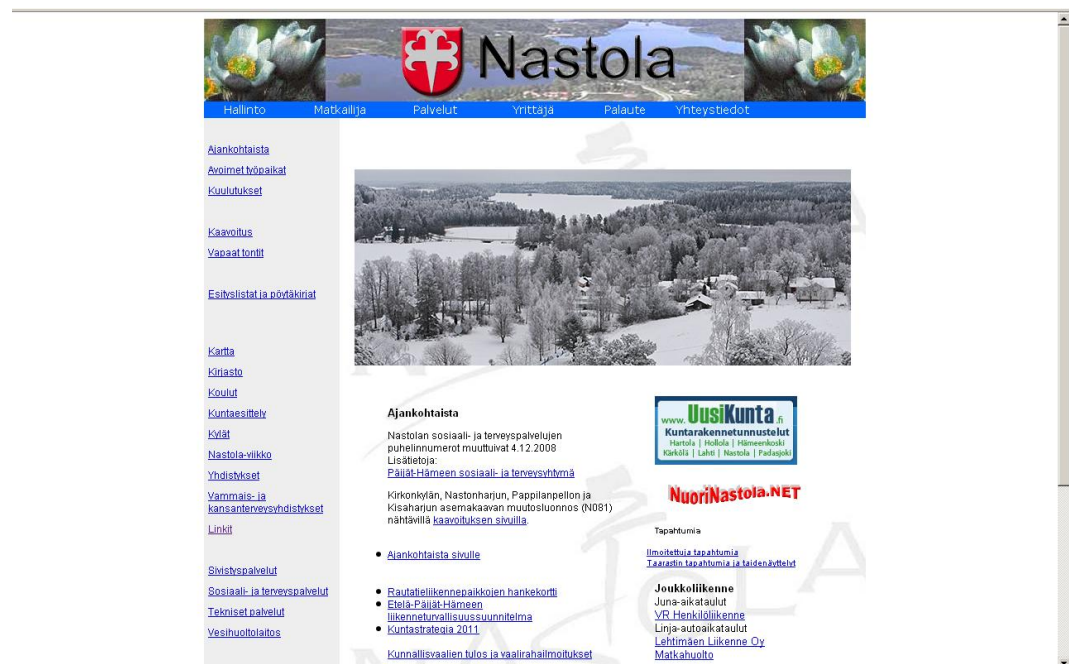 Nastola
Hallinto Matkailija Palvelut Yrittäjä Palaute Yhteystiedot
Ajankohtaista
Avoimet työpaikat
Kuulutukset
Kaavoitus
Vapaat tontit
Esityslistat ja pöytäkirjat
Kartta
Kirjasto
Koulut
Kuntaesittely
Kylät
Nastola-viikko
Yhdistykset
Vammais- ja
kansanterveysyhdistykset
Linkit
Sivistyspalvelut
Sosiaali- ja terveyspalvelut
Tekniset palvelut
Vesihuoltolaitos
Ajankohtaista
Nastolan sosiaali- ja terveyspalvelujen
puhelinnumerot muuttuivat 4.12.2008
Lisätietoja:
Päijät-Hämeen sosiaali- ja terveysyhtymä
Kirkonkylän, Nastonharjun, Pappilanpellon ja
Kisaharjun asemakaavan muutosluonnos (N081)
nähtävillä kaavoituksen sivuilla.
Ajankohtaista sivulle
Rautatieliikennepaikkojen hankekortti
Etelä-Päijät-Hämeen
liikenneturvallisuussuunnitelma
Kuntastrategia 2011
Kunnallisvaalien tulos ja vaalirahailmoitukset
www.UusiKunta.fi
Kuntarakennetunnustelut
Hartola | Hollola | Hämeenkoski
Kärkölä | Lahti | Nastola | Padasjoki
NuoriNastola.NET
Tapahtumia
Ilmoitettuja tapahtumia
Taarastin tapahtumia ja taidenäyttelyt
Joukkoliikenne
Juna-aikataulut
VR Henkilöliikenne
Linja-autoaikataulut
Lehtimäen Liikenne Oy
Matkahuolto